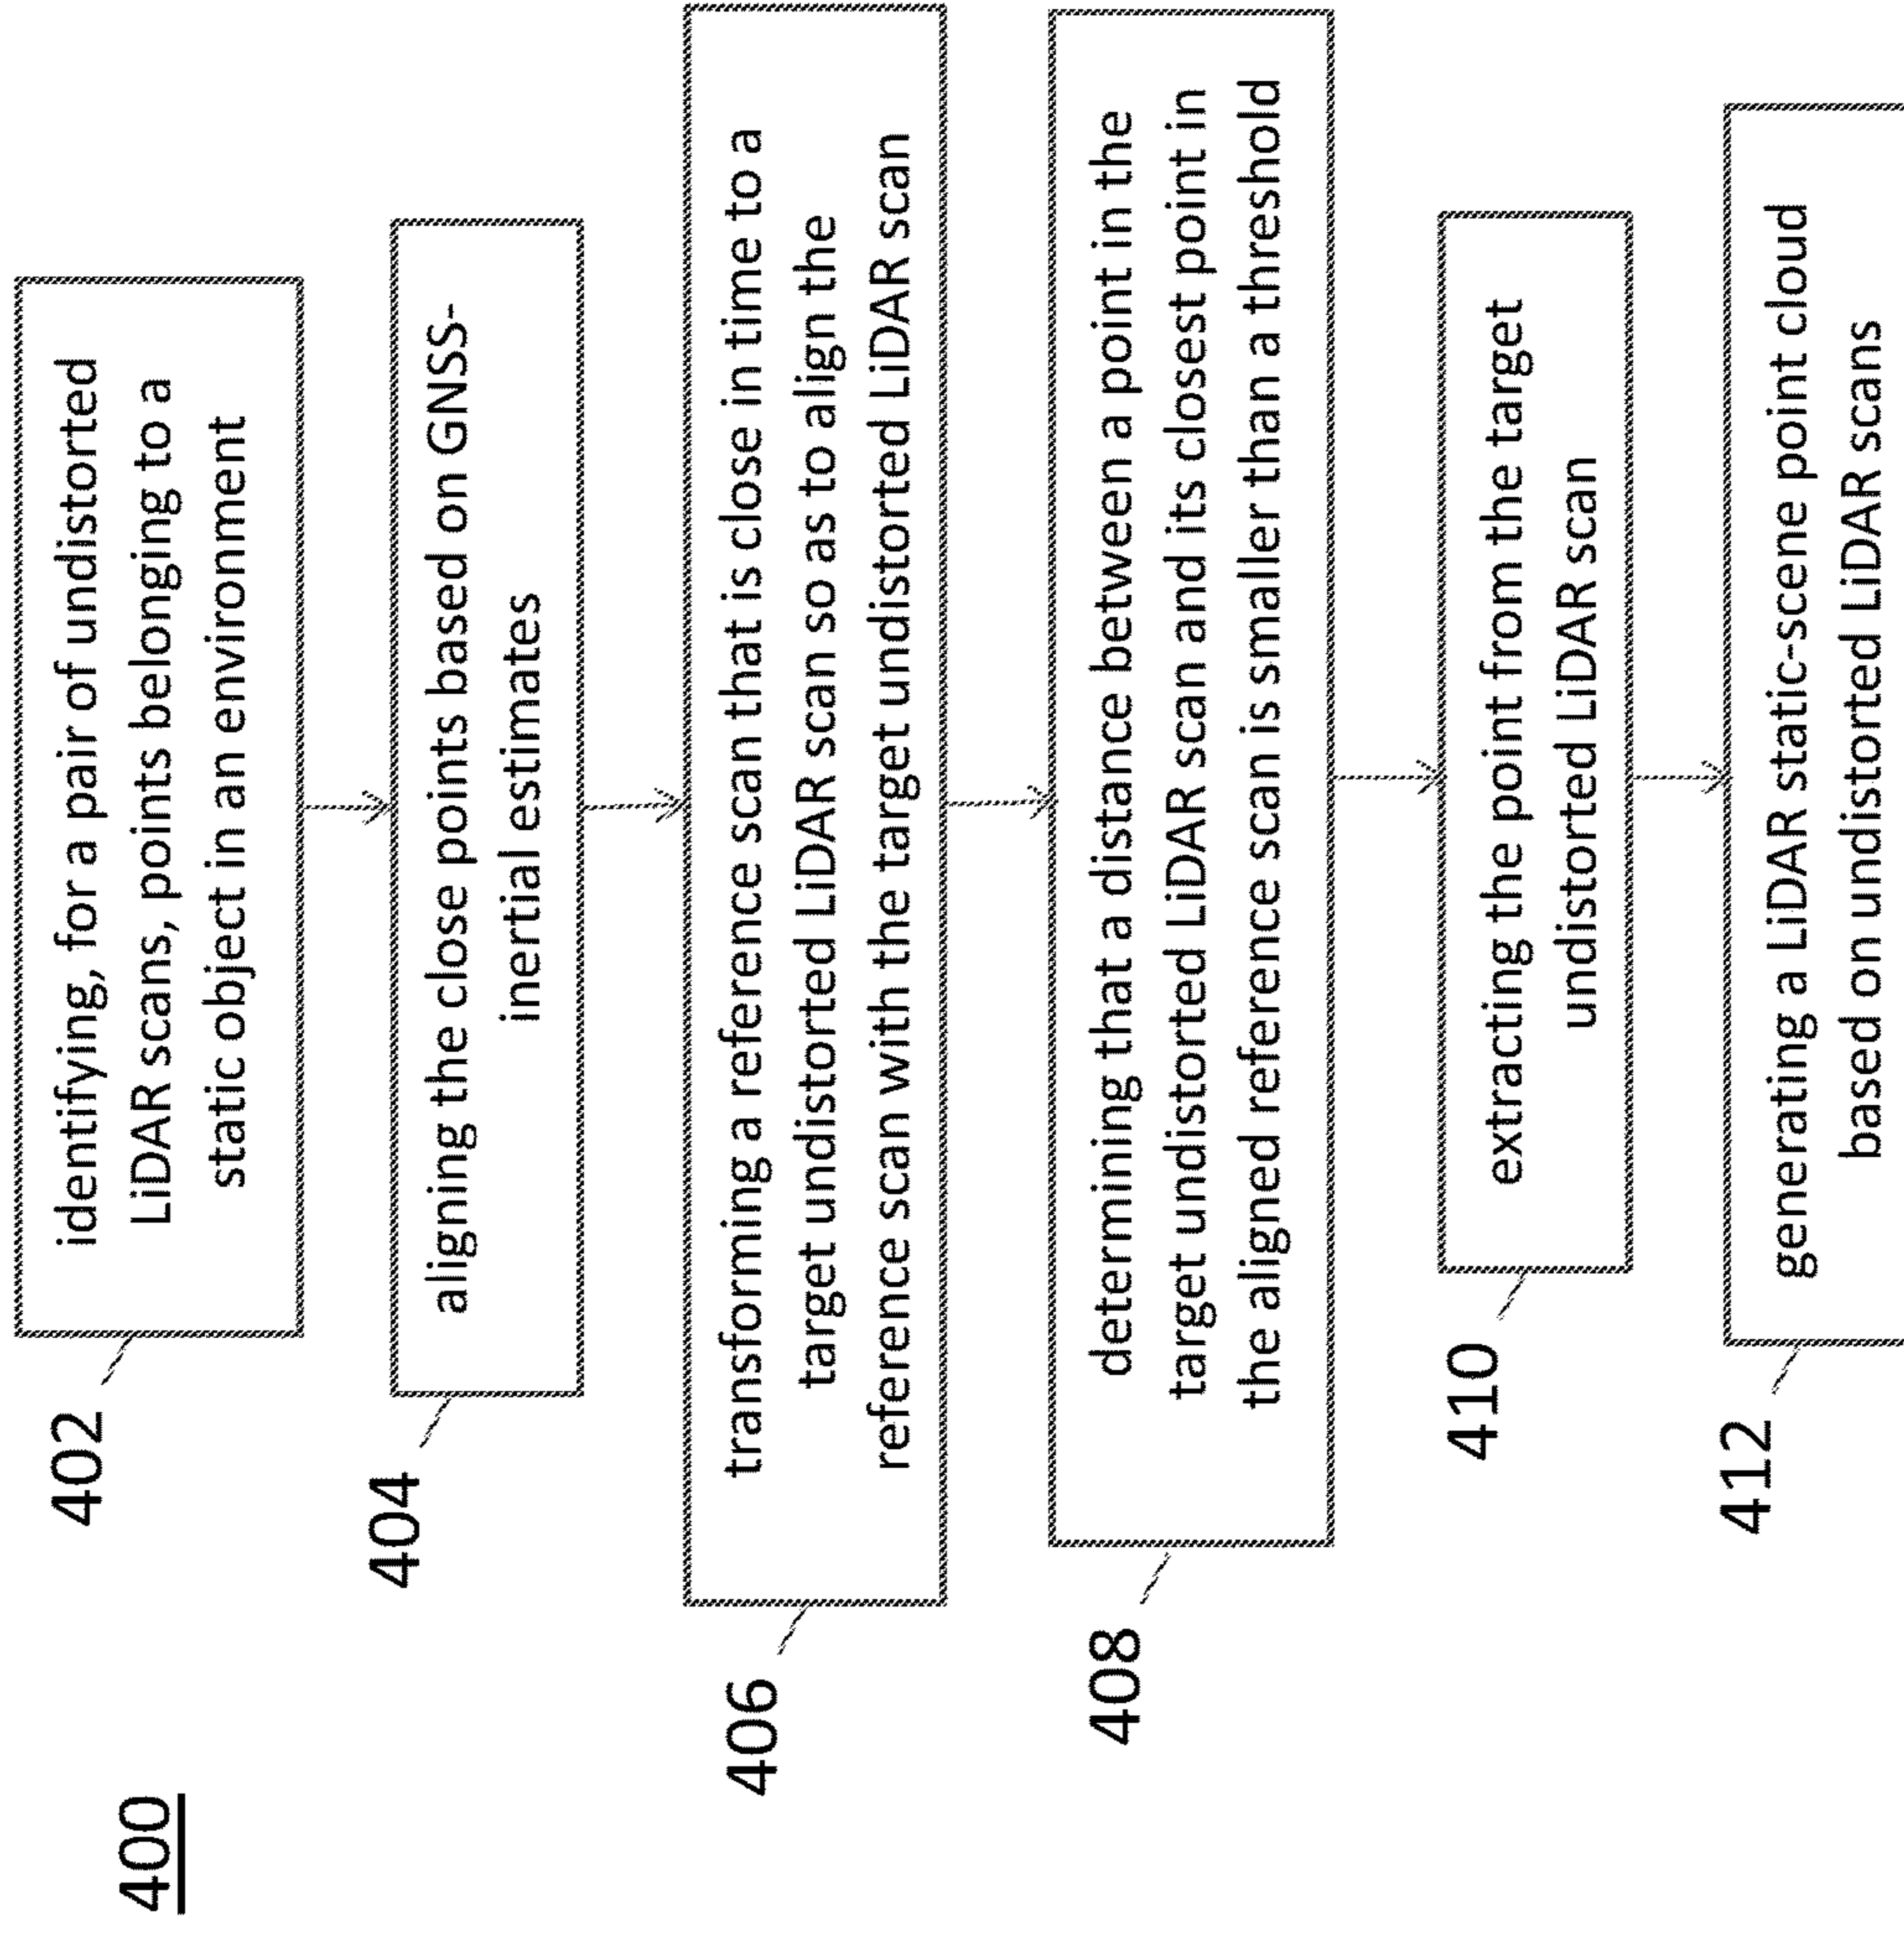 400
402
identifying, for a pair of undistorted
LiDAR scans, points belonging to a
static object in an environment
404
aligning the close points based on GNSS-
inertial estimates
406
transforming a reference scan that is close in time to a
target undistorted LiDAR scan so as to align the
reference scan with the target undistorted LiDAR scan
408
determining that a distance between a point in the
target undistorted LiDAR scan and its closest point in
the aligned reference scan is smaller than a threshold
410
extracting the point from the target
undistorted LiDAR scan
412
generating a LiDAR static-scene point cloud
based on undistorted LiDAR scans